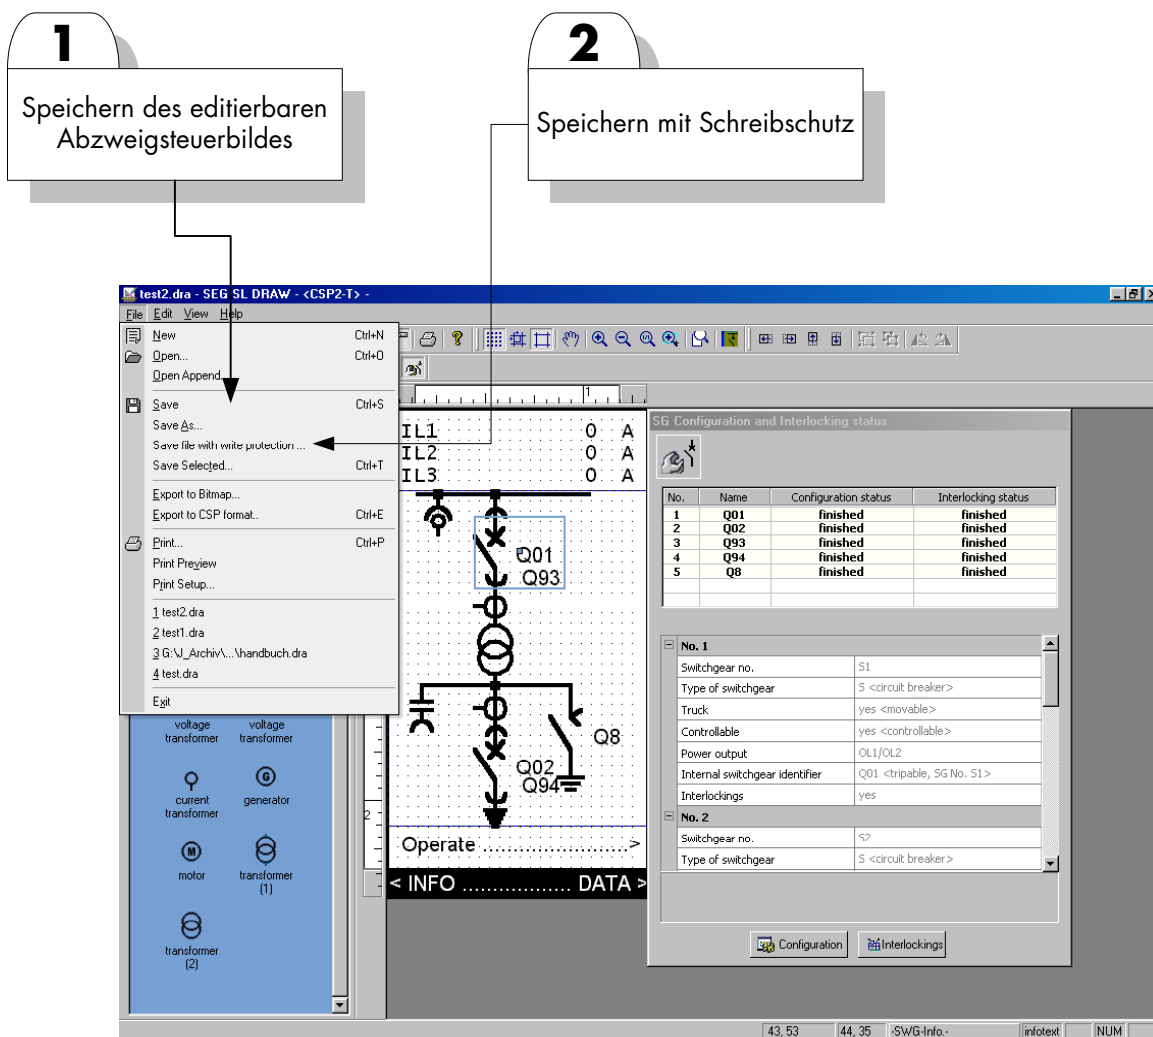 1
Speichern des editierbaren
Abzweigsteuerbildes
2
Speichern mit Schreibschutz
test2.dra - SEG SL DRAW - <CSP2-T> -
File Edit View Help
New Ctrl+N
Open... Ctrl+O
Open Append...
Save Ctrl+S
Save As...
Save file with write protection ...
Save Selected... Ctrl+T
Export to Bitmap...
Export to CSP format.. Ctrl+E
Print... Ctrl+P
Print Preview
Print Setup...
1 test2.dra
2 test1.dra
3 G:\J_Archiv\...\handbuch.dra
4 test.dra
Exit
voltage
transformer
voltage
transformer
current
transformer
G
generator
M
motor
transformer
(1)
transformer
(2)
1
2
IL1 0 A
IL2 0 A
IL3 0 A
Q01
Q93
Q8
Q02
Q94
Operate ........................>
< INFO .................. DATA >
SG Configuration and Interlocking status
No. Name Configuration status Interlocking status
1 Q01 finished finished
2 Q02 finished finished
3 Q93 finished finished
4 Q94 finished finished
5 Q8 finished finished
No. 1
Switchgear no. S1
Type of switchgear S <circuit breaker>
Truck yes <movable>
Controllable yes <controllable>
Power output OL1/OL2
Internal switchgear identifier Q01 <tripable, SG No. S1>
Interlockings yes
No. 2
Switchgear no. S2
Type of switchgear S <circuit breaker>
Configuration Interlockings
43, 53 44, 35 -SWG-Info.- infotext NUM